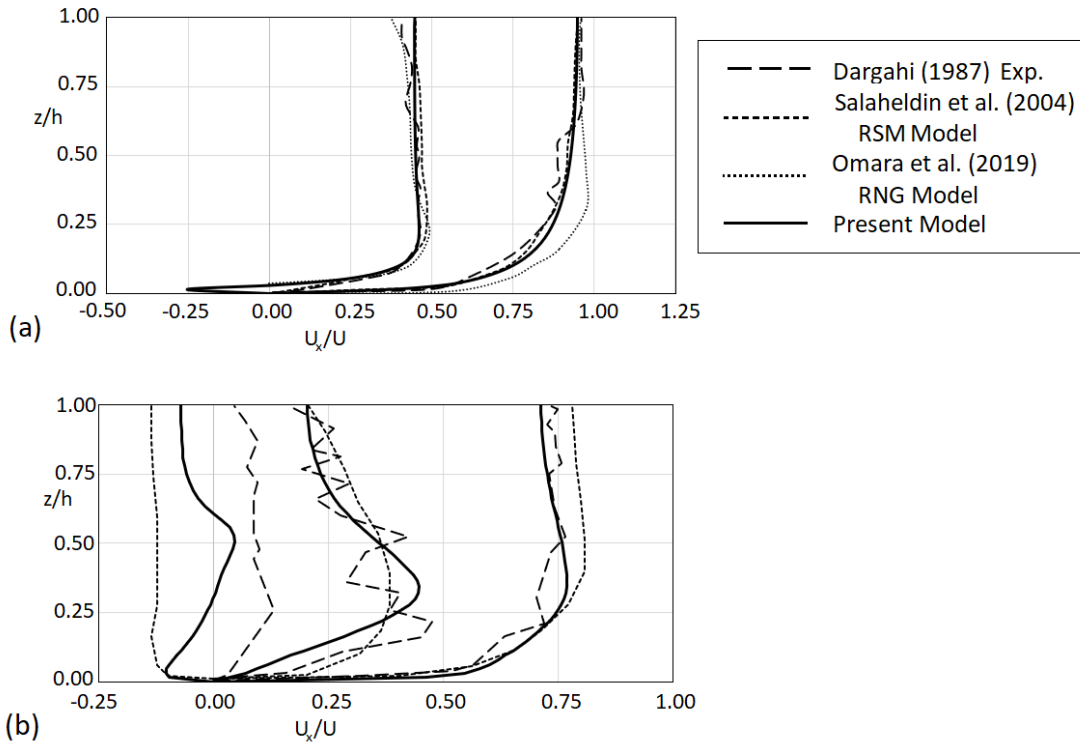 1.00
0.75
z/h
0.50
0.25
0.00
-0.50 -0.25 0.00 0.25 0.50 0.75 1.00 1.25
(a)
Ux/U
Dargahi (1987) Exp.
Salaheldin et al. (2004)
RSM Model
Omara et al. (2019)
RNG Model
Present Model
1.00
0.75
z/h
0.50
0.25
0.00
-0.25 0.00 0.25 0.50 0.75 1.00
(b)
Ux/U